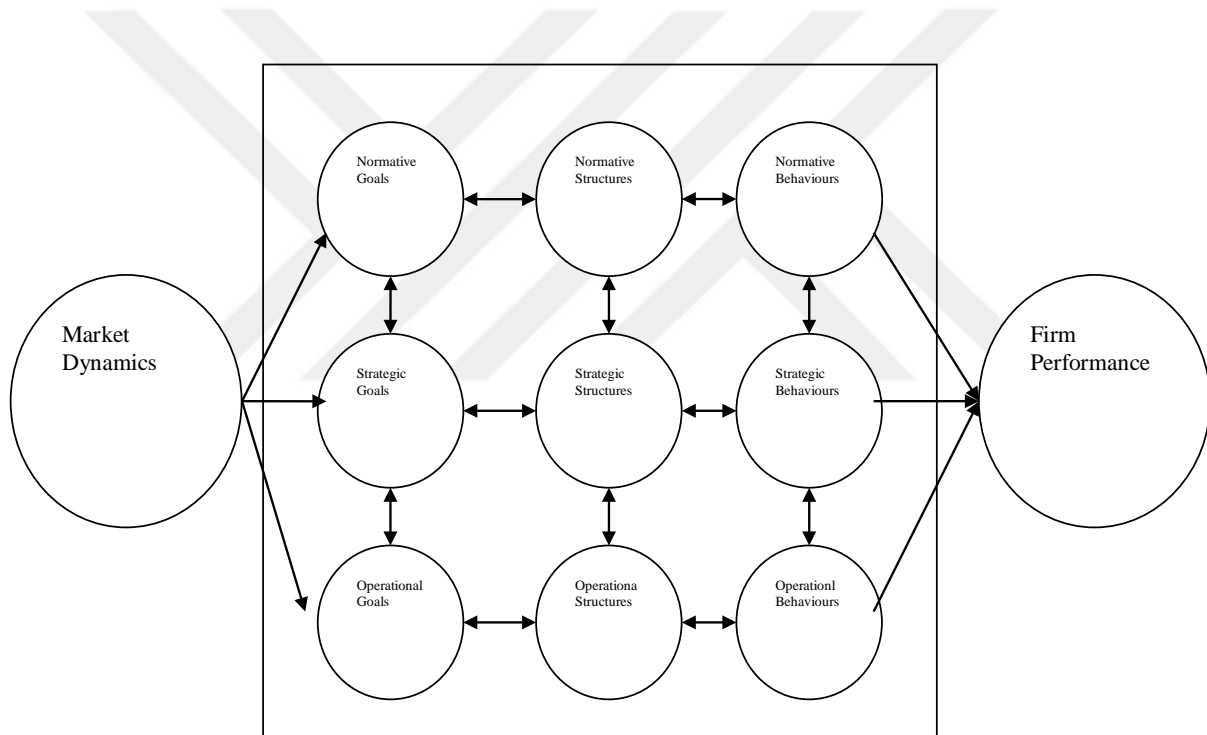 Normative
Goals
Normative
Structures
Normative
Behaviours
Market
Dynamics
Firm
Performance
Strategic
Goals
Strategic
Structures
Strategic
Behaviours
Operational
Goals
Operationa
Structures
Operationl
Behaviours